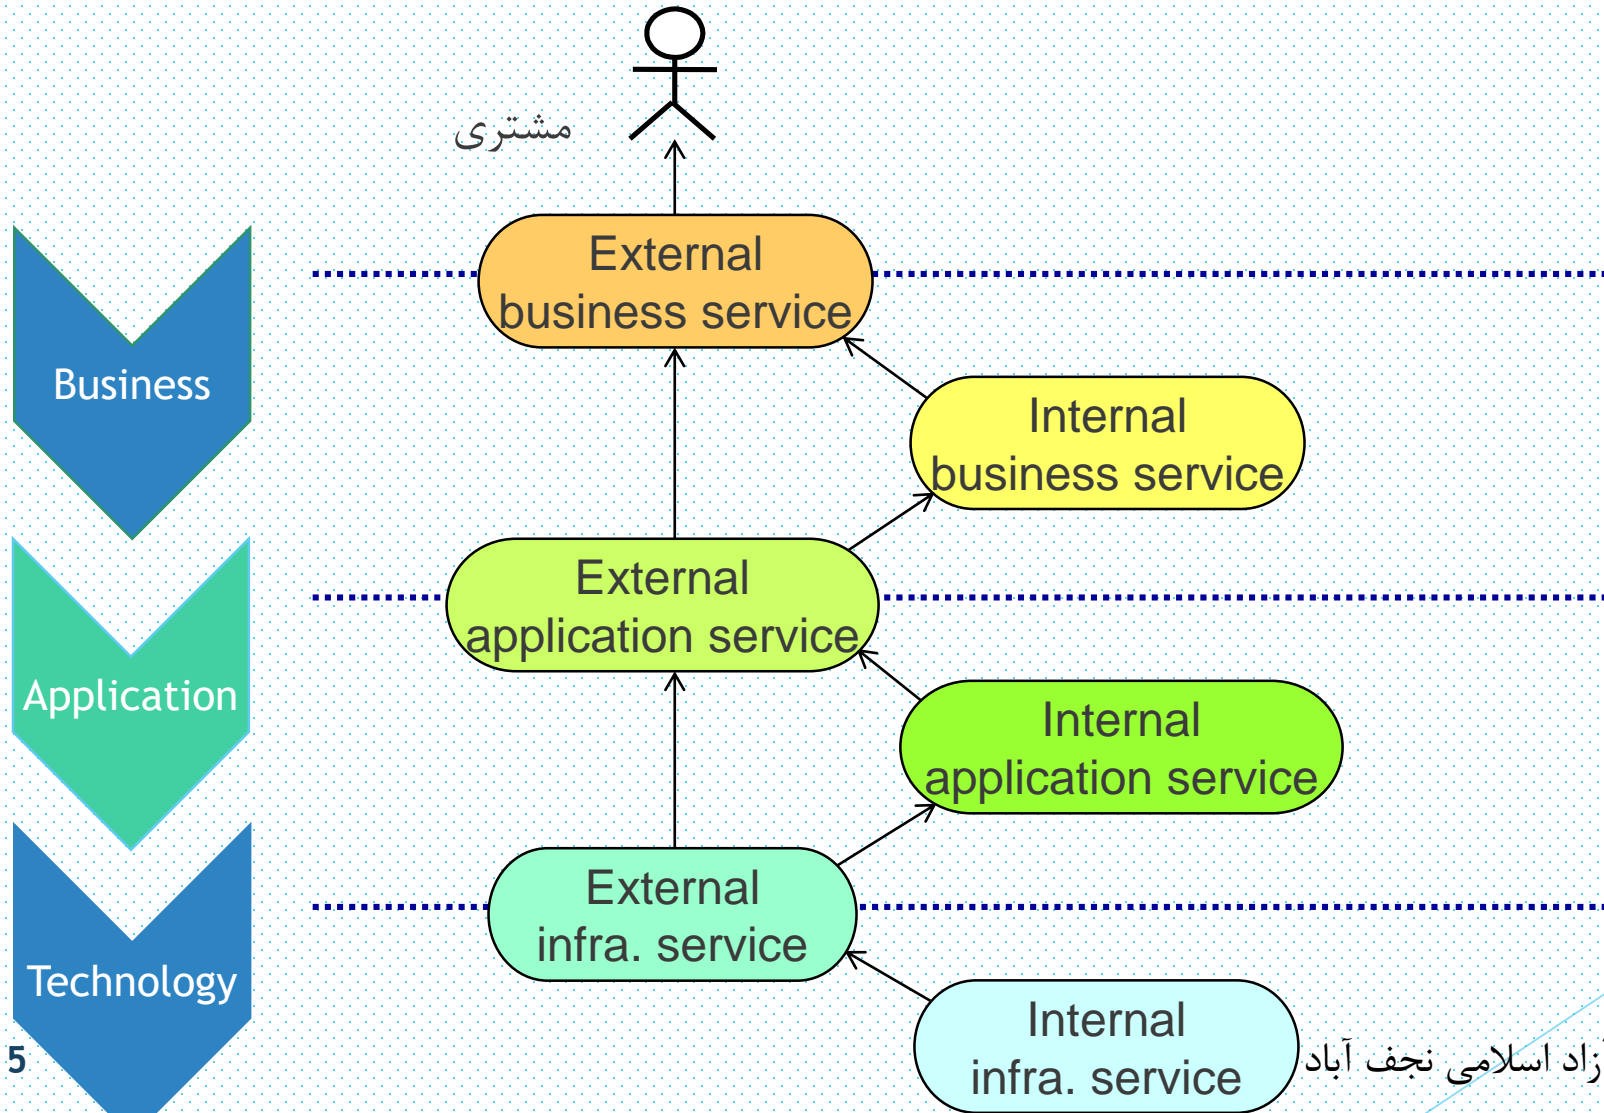 مشتری
External
business service
Business
Internal
business service
External
application service
Application
Internal
application service
External
infra. service
Technology
Internal
infra. service
5
آزاد اسلامی نجف آباد